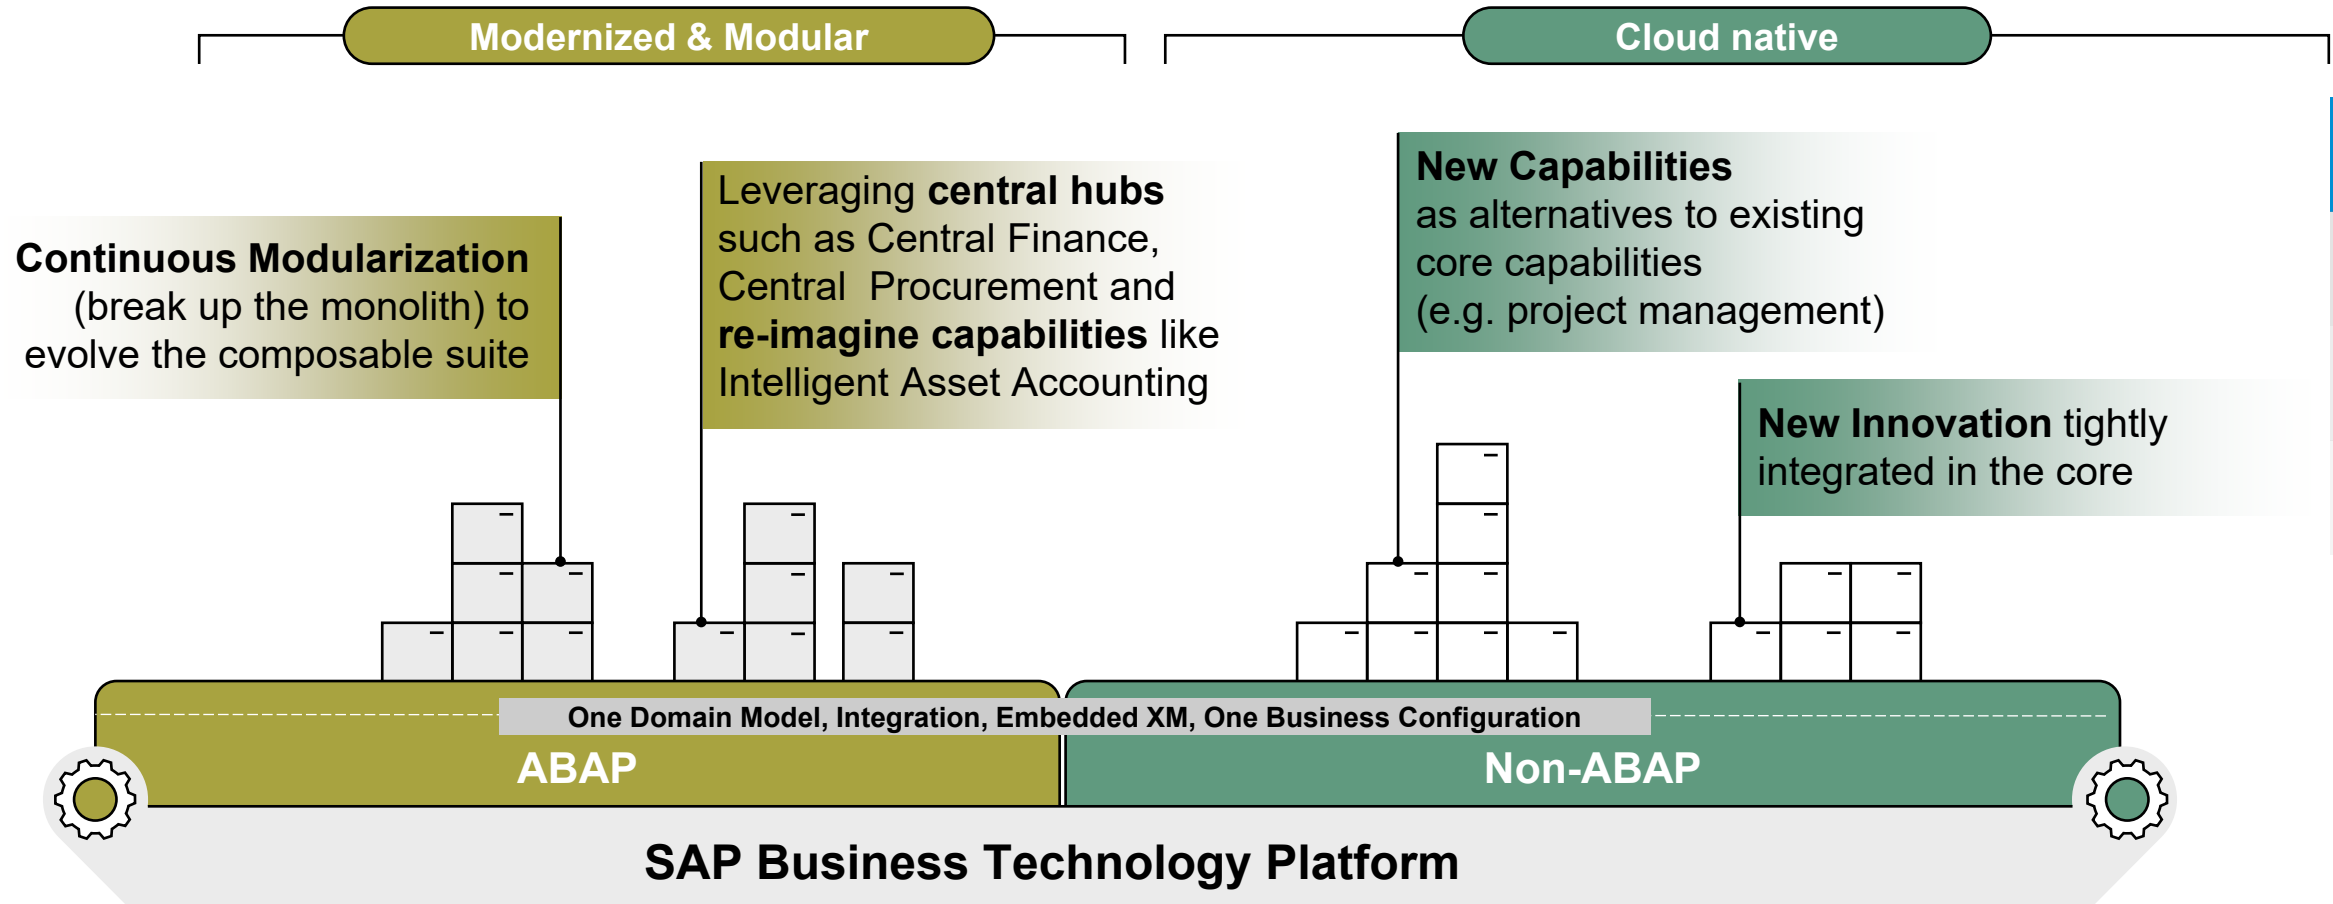 Modernized & Modular
Cloud native
Continuous Modularization
(break up the monolith) to
evolve the composable suite
Leveraging central hubs
such as Central Finance,
Central  Procurement and
re-imagine capabilities like
Intelligent Asset Accounting
New Capabilities
as alternatives to existing
core capabilities
(e.g. project management)
New Innovation tightly
integrated in the core
One Domain Model, Integration, Embedded XM, One Business Configuration
ABAP
Non-ABAP
SAP Business Technology Platform